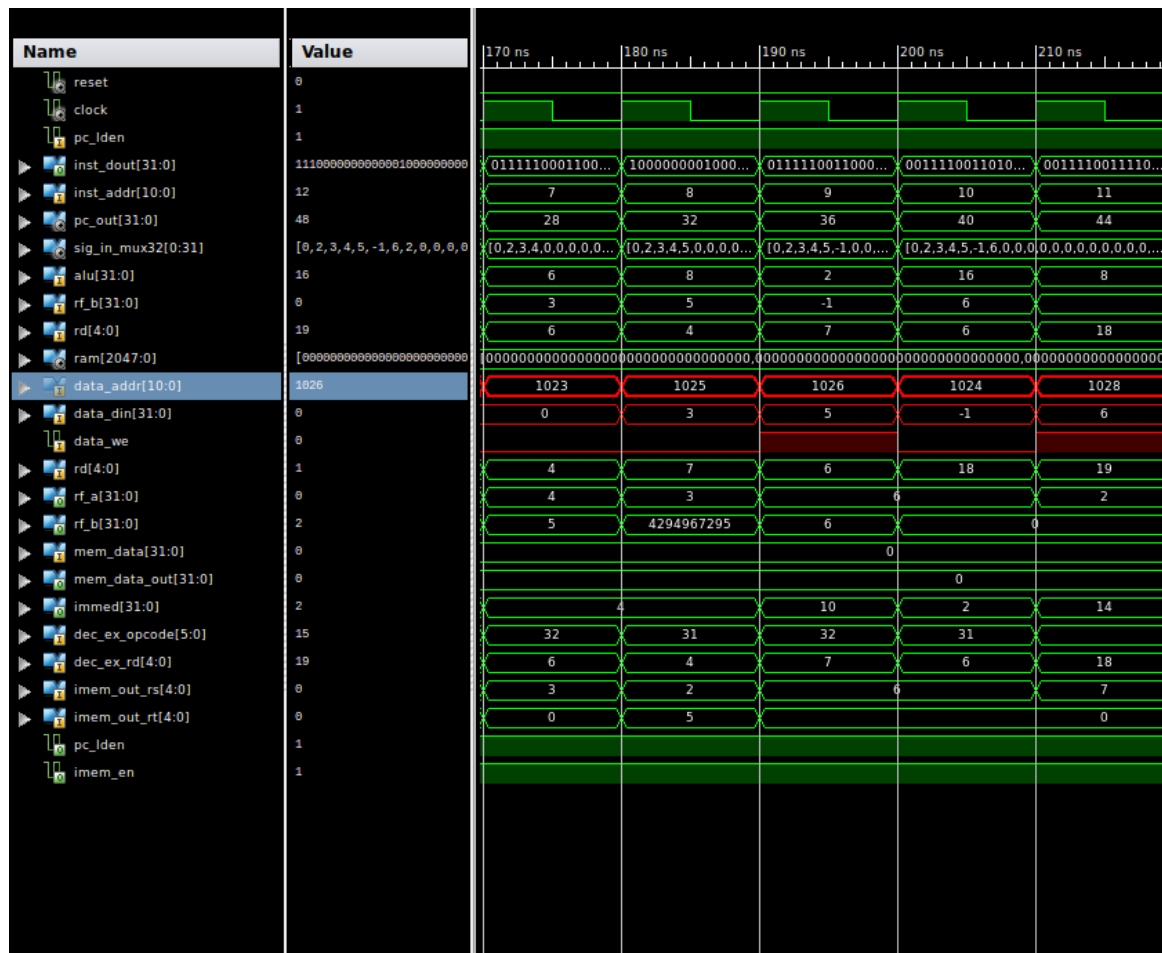 Name Value 170 ns 180 ns 190 ns 200 ns 210 ns
reset 0
clock 1
pc_lden 1
inst_dout[31:0] 0111110001100... 1000000001000... 0111110011000... 0011110011010... 0011110011110...
inst_addr[10:0] 12 7 8 9 10 11
pc_out[31:0] 48 28 32 36 40 44
sig_in_mux32[0:31] [0,2,3,4,5,-1,6,2,0,0,0,0 [0,2,3,4,0,0,0,0,0... [0,2,3,4,5,0,0,0,0... [0,2,3,4,5,-1,0,0,... [0,2,3,4,5,-1,6,0,0,0,0,0,0,0,0,0,0,0...
alu[31:0] 16 6 8 2 16 8
rf_b[31:0] 0 3 5 -1 6
rd[4:0] 19 6 4 7 6 18
ram[2047:0]
data_addr[10:0] 1026 1023 1025 1026 1024 1028
data_din[31:0] 0 0 3 5 -1 6
data_we 0
rd[4:0] 1 4 7 6 18 19
rf_a[31:0] 0 4 3 6 2
rf_b[31:0] 2 5 4294967295 6 0
mem_data[31:0] 0 0
mem_data_out[31:0] 0 0
immed[31:0] 2 4 10 2 14
dec_ex_opcode[5:0] 15 32 31 32 31
dec_ex_rd[4:0] 19 6 4 7 6 18
imem_out_rs[4:0] 0 3 2 6 7
imem_out_rt[4:0] 0 0 5 0
pc_lden 1
imem_en 1